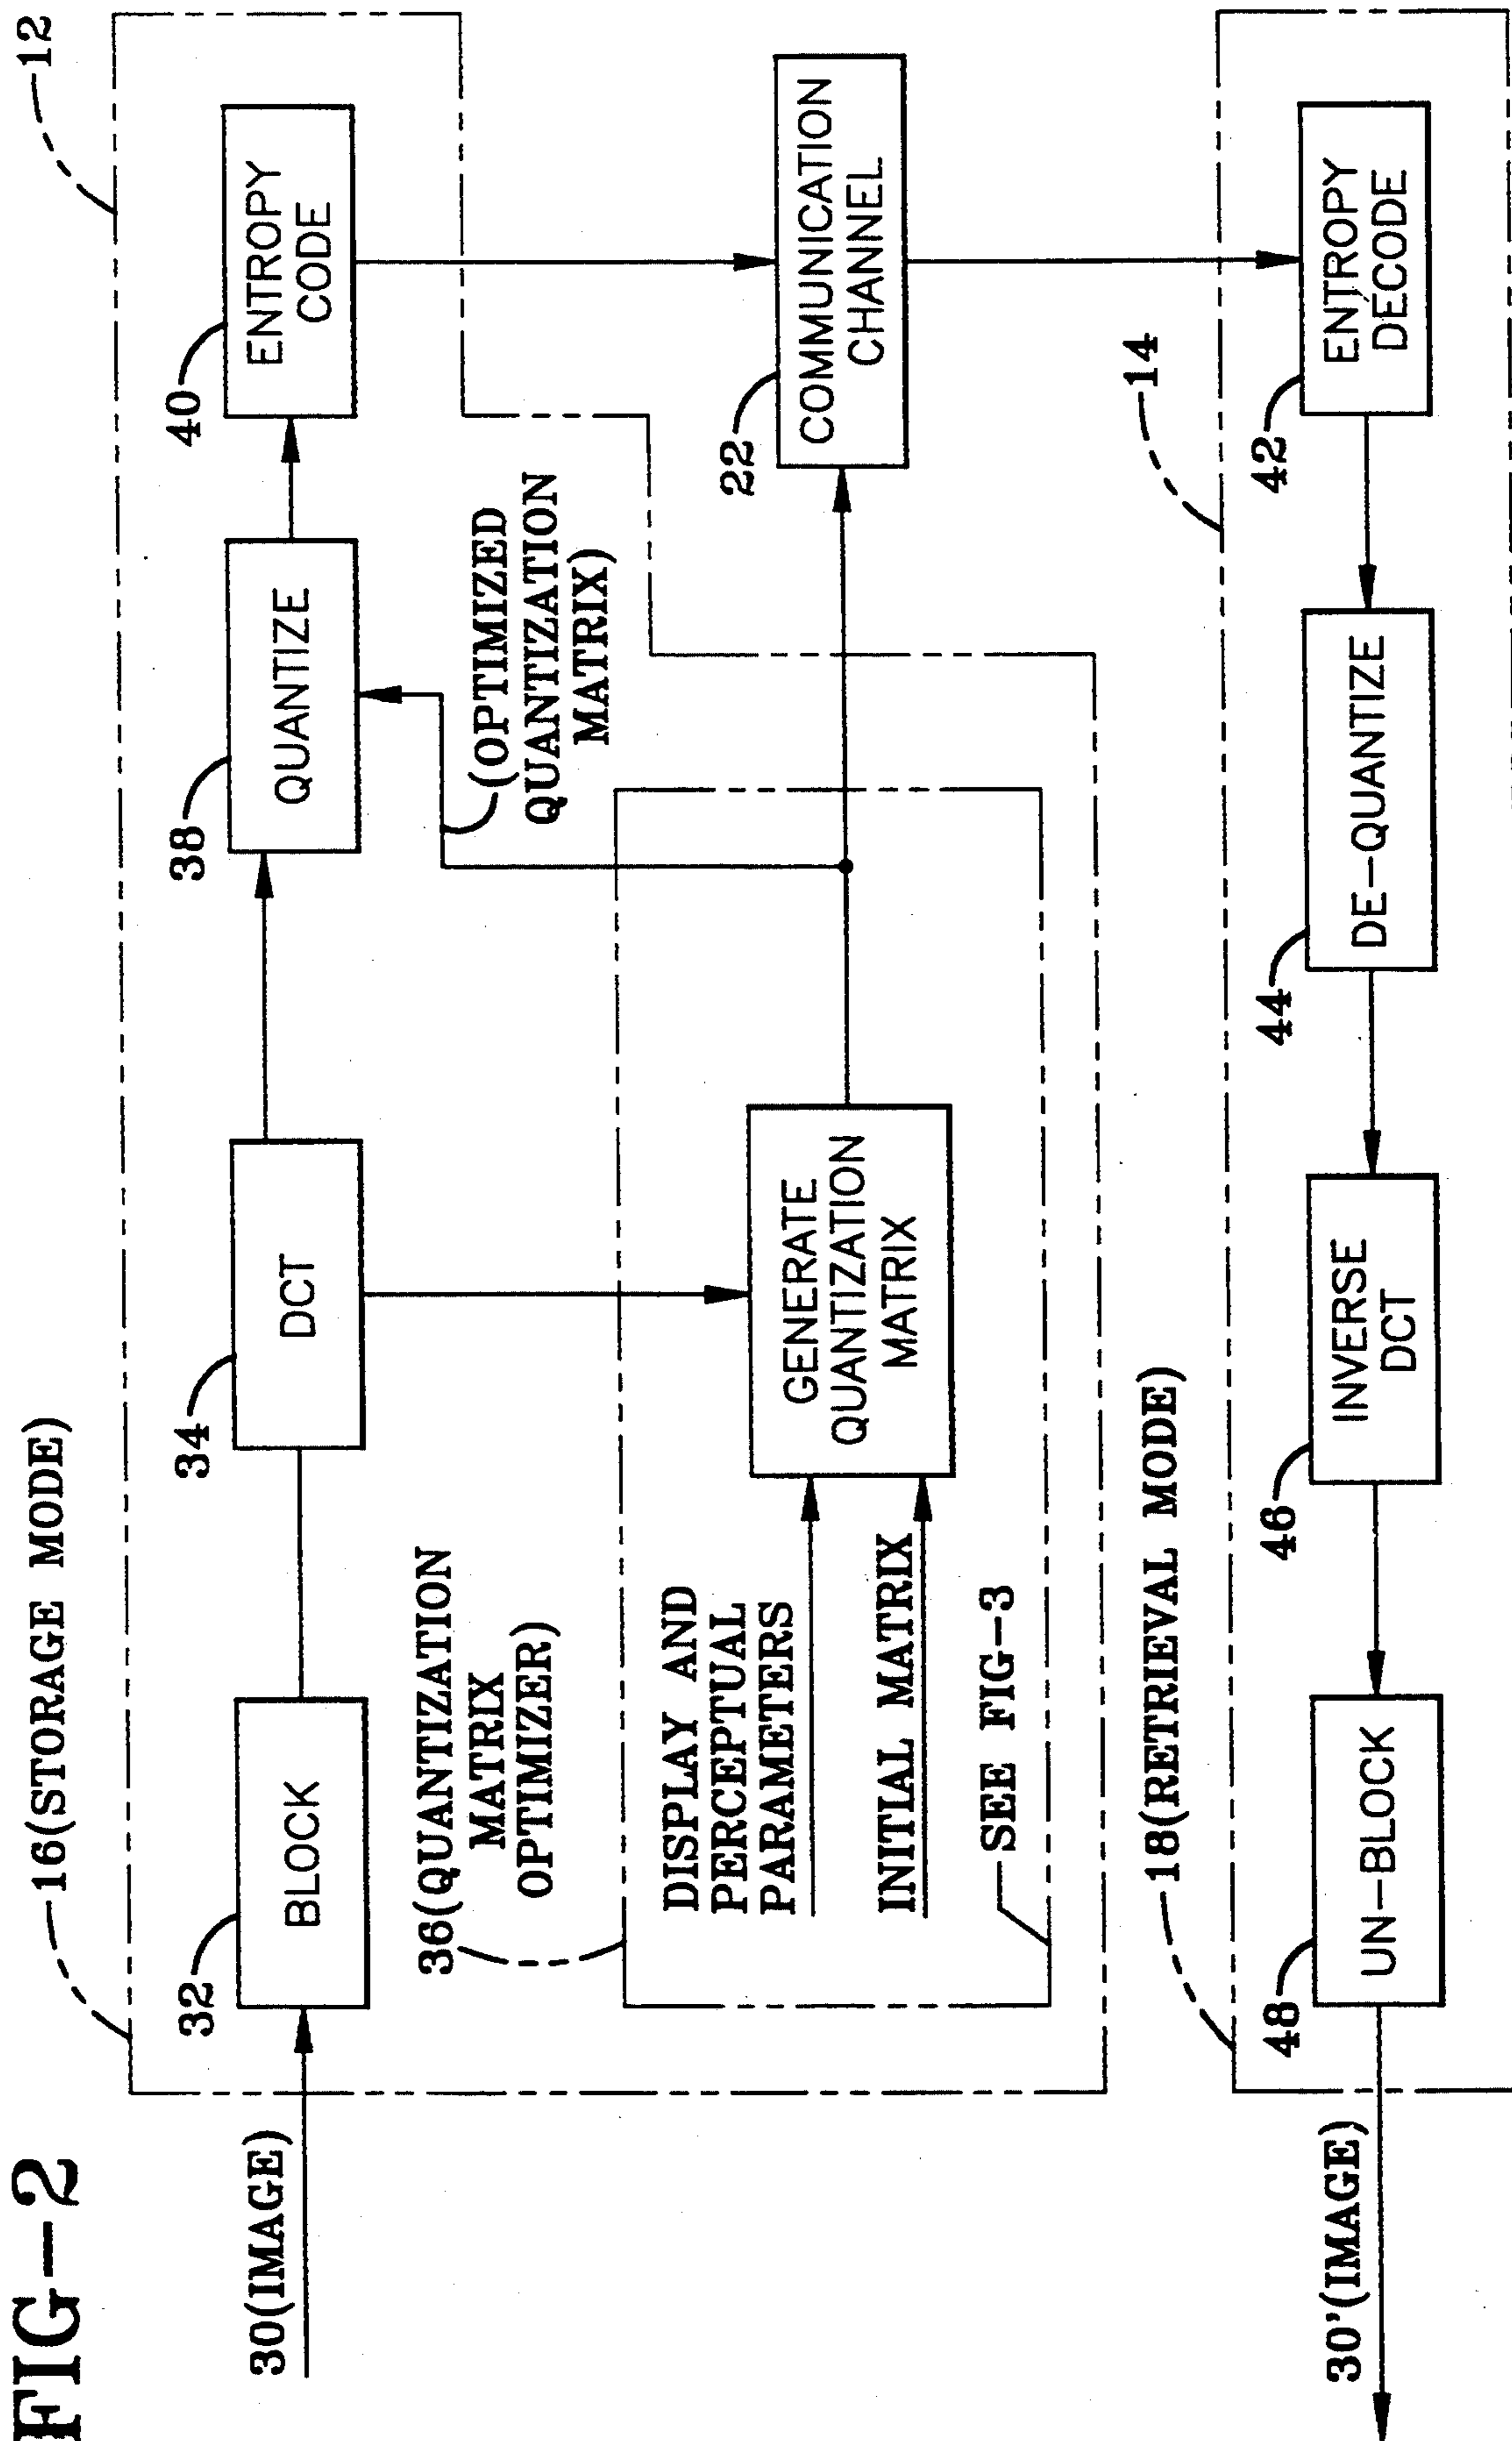 FIG-2
16(STORAGE MODE)
12
30(IMAGE)
32
BLOCK
34
DCT
38
QUANTIZE
40
ENTROPY
CODE
36(QUANTIZATION
MATRIX
OPTIMIZER)
(OPTIMIZED
QUANTIZATION
MATRIX)
DISPLAY AND
PERCEPTUAL
PARAMETERS
INITIAL MATRIX
GENERATE
QUANTIZATION
MATRIX
SEE FIG-3
22
COMMUNICATION
CHANNEL
18(RETRIEVAL MODE)
14
30'(IMAGE)
48
UN-BLOCK
46
INVERSE
DCT
44
DE-QUANTIZE
42
ENTROPY
DECODE